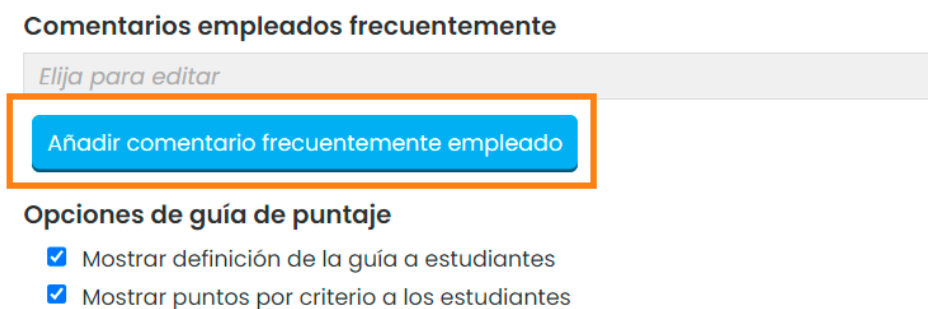 Comentarios empleados frecuentemente
Elija para editar
Añadir comentario frecuentemente empleado
Opciones de guía de puntaje
Mostrar definición de la guía a estudiantes
Mostrar puntos por criterio a los estudiantes